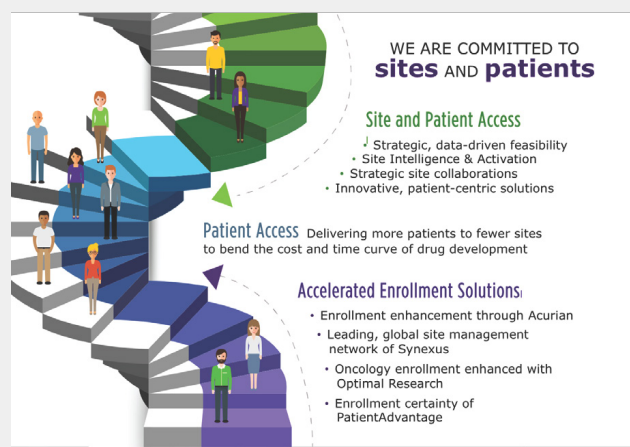 WE ARE COMMITTED TO
sites AND patients
Site and Patient Access
• Strategic, data-driven feasibility
• Site Intelligence & Activation
• Strategic site collaborations
• Innovative, patient-centric solutions
Patient Access Delivering more patients to fewer sites
to bend the cost and time curve of drug development
Accelerated Enrollment Solutions
• Enrollment enhancement through Acurian
• Leading, global site management
network of Synexus
• Oncology enrollment enhanced with
Optimal Research
• Enrollment certainty of
PatientAdvantage